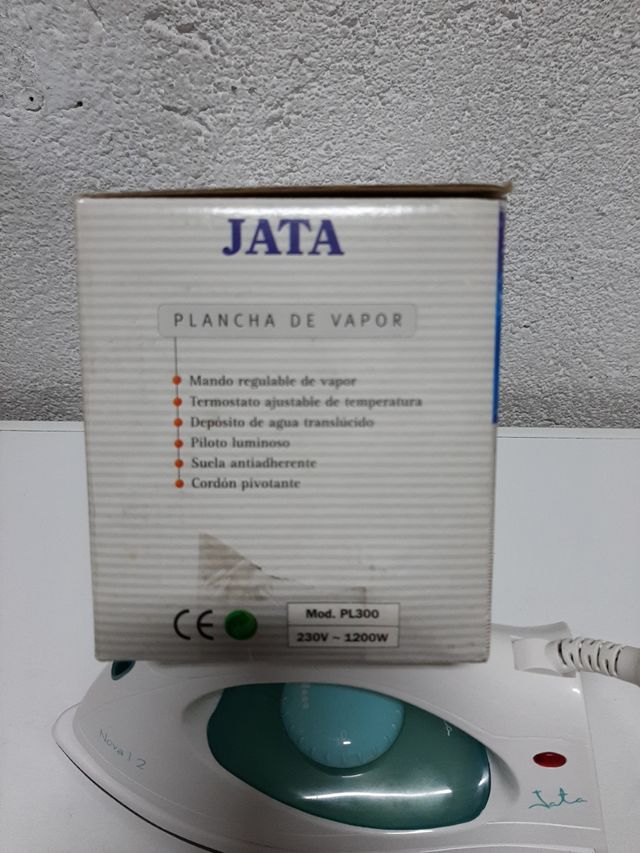 JATA
PLANCHA DE VAPOR
Mando regulable de vapor
Termostato ajustable de temperatura
Depósito de agua translúcido
Piloto luminoso
Suela antiadherente
Cordón pivotante
CE
Mod. PL300
230V ~ 1200W
Nova 12
Jata